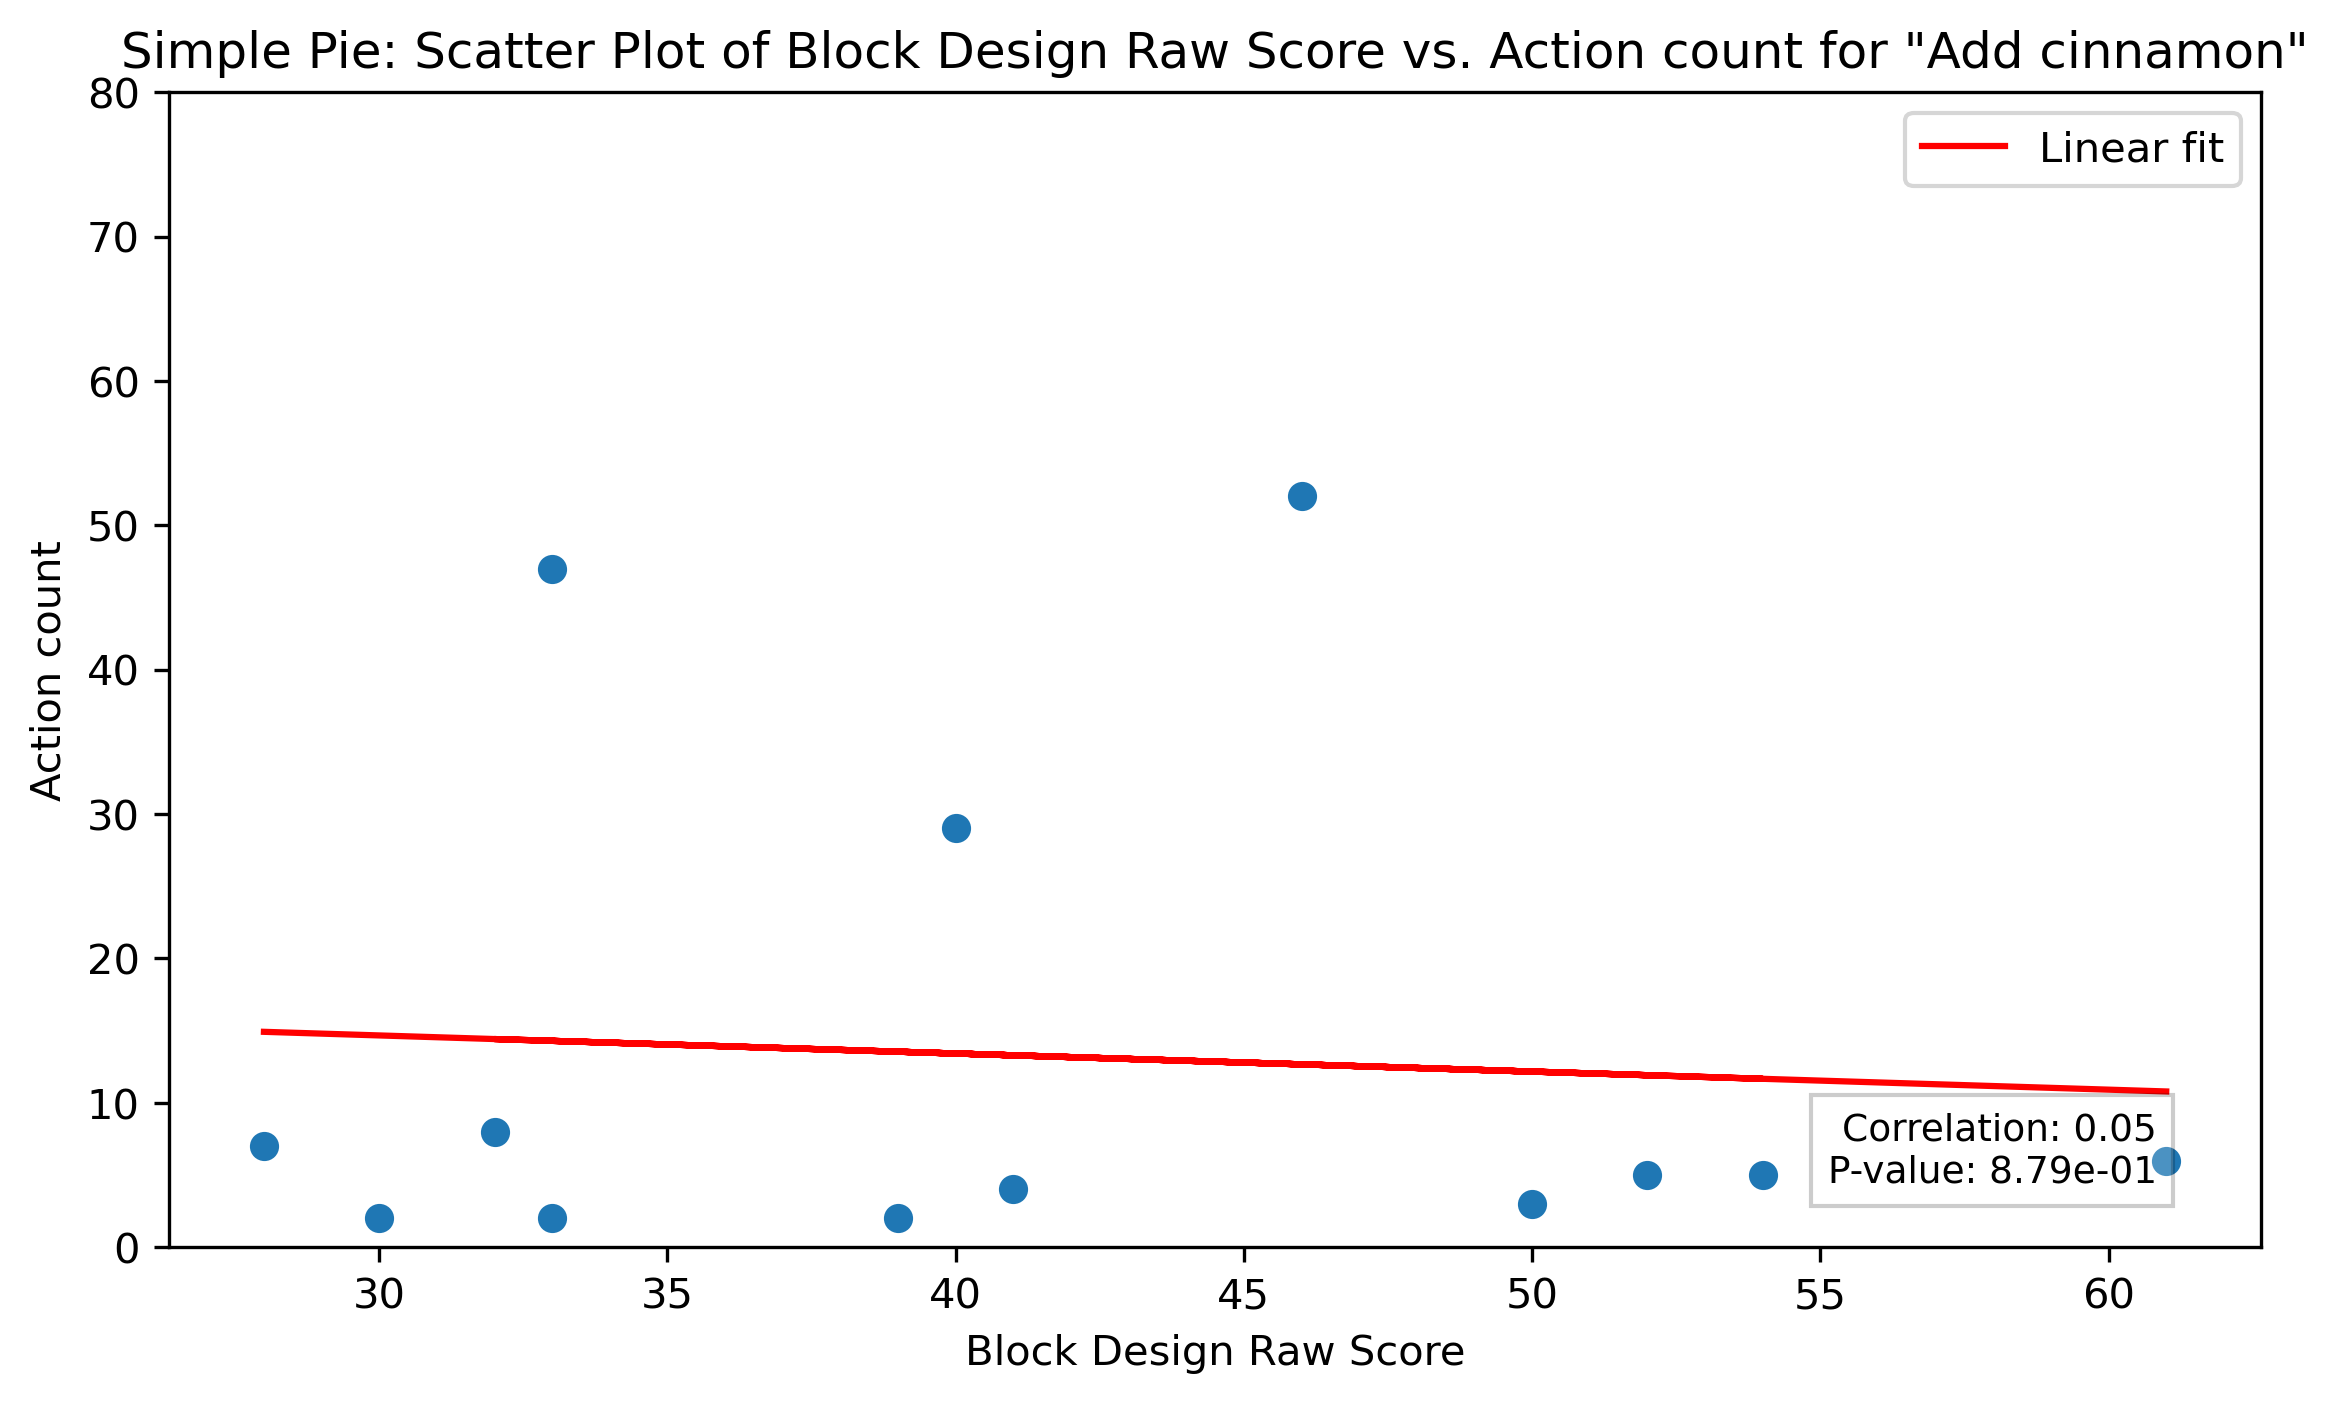 Simple Pie: Scatter Plot of Block Design Raw Score vs. Action count for "Add cinnamon"
80
70
60
50
40
30
20
10
0
Action count
Linear fit
Correlation: 0.05
P-value: 8.79e-01
30 35 40 45 50 55 60
Block Design Raw Score